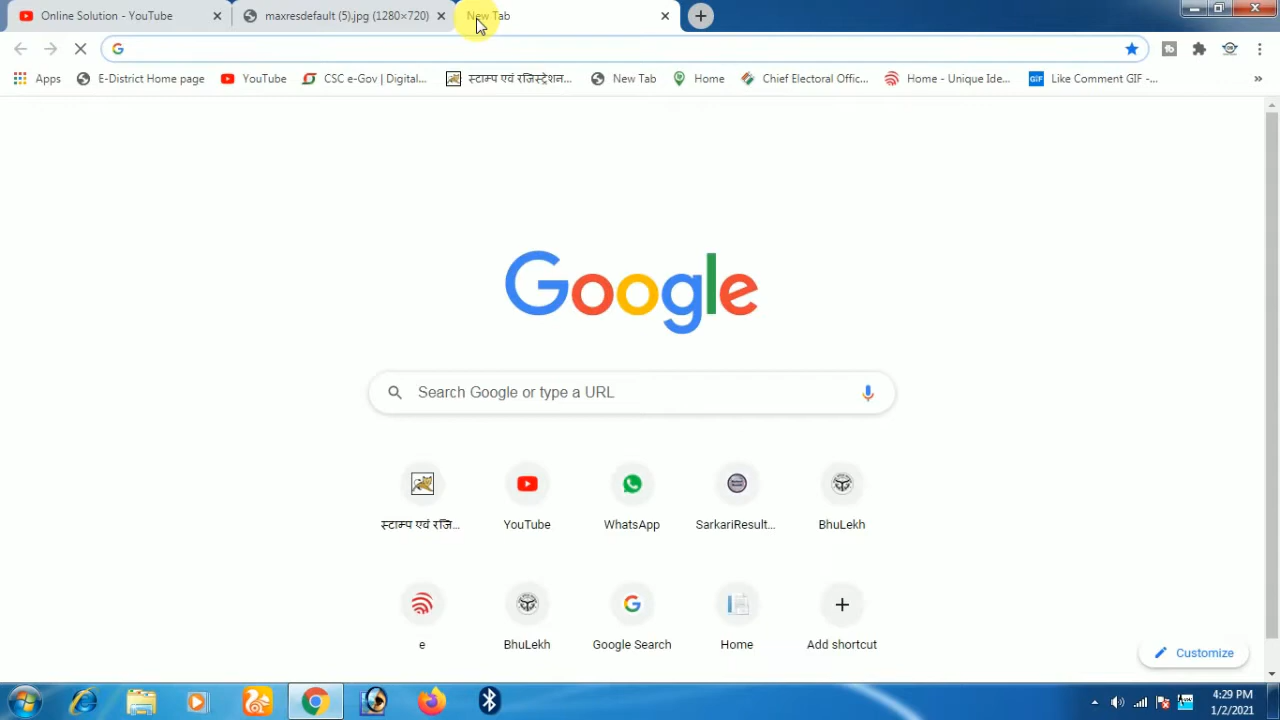 Online Solution - YouTube
maxresdefault (5).jpg (1280×720)
New Tab
Apps
E-District Home page
YouTube
CSC e-Gov | Digital...
स्टाम्प एवं रजिस्ट्रेशन...
New Tab
Home
Chief Electoral Offic...
Home - Unique Ide...
GIF
Like Comment GIF -...
Google
Search Google or type a URL
स्टाम्प एवं रजि...
YouTube
WhatsApp
SarkariResult...
BhuLekh
e
BhuLekh
Google Search
Home
Add shortcut
Customize
4:29 PM
1/2/2021